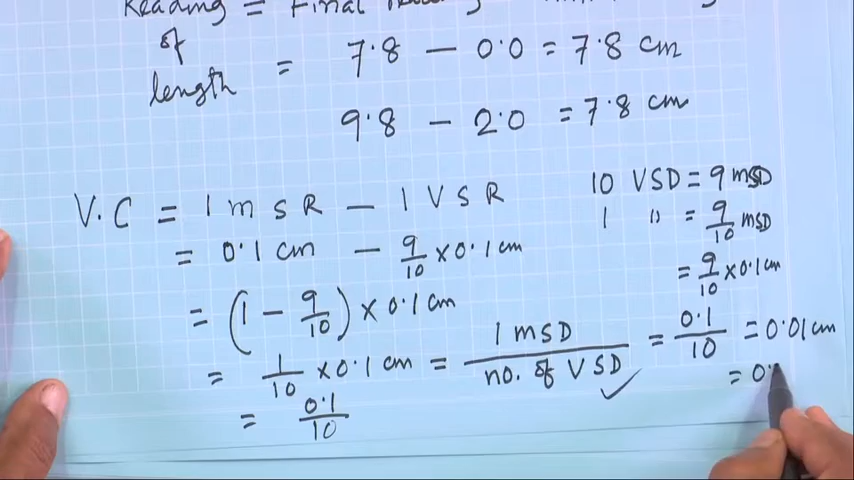 Reading = Final
of
length = 7.8 - 0.0 = 7.8 cm
9.8 - 2.0 = 7.8 cm
V.C = 1 m s R - 1 V S R
= 0.1 cm - 9/10 x 0.1 cm
= (1 - 9/10) x 0.1 cm
= 1/10 x 0.1 cm = 1 MSD / no. of VSD = 0.1/10 = 0.01 cm
= 0.1/10
10 VSD = 9 MSD
1 " = 9/10 MSD
= 9/10 x 0.1 cm
= 0.